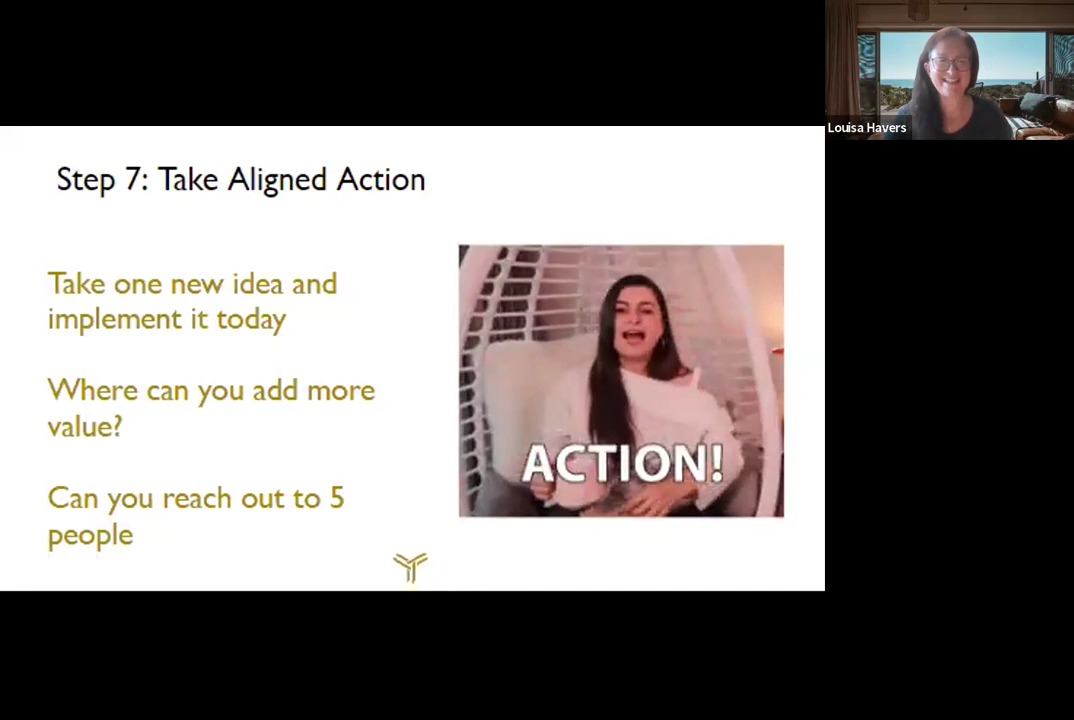 Louisa Havers
Step 7: Take Aligned Action
Take one new idea and
implement it today
Where can you add more
value?
Can you reach out to 5
people
ACTION!